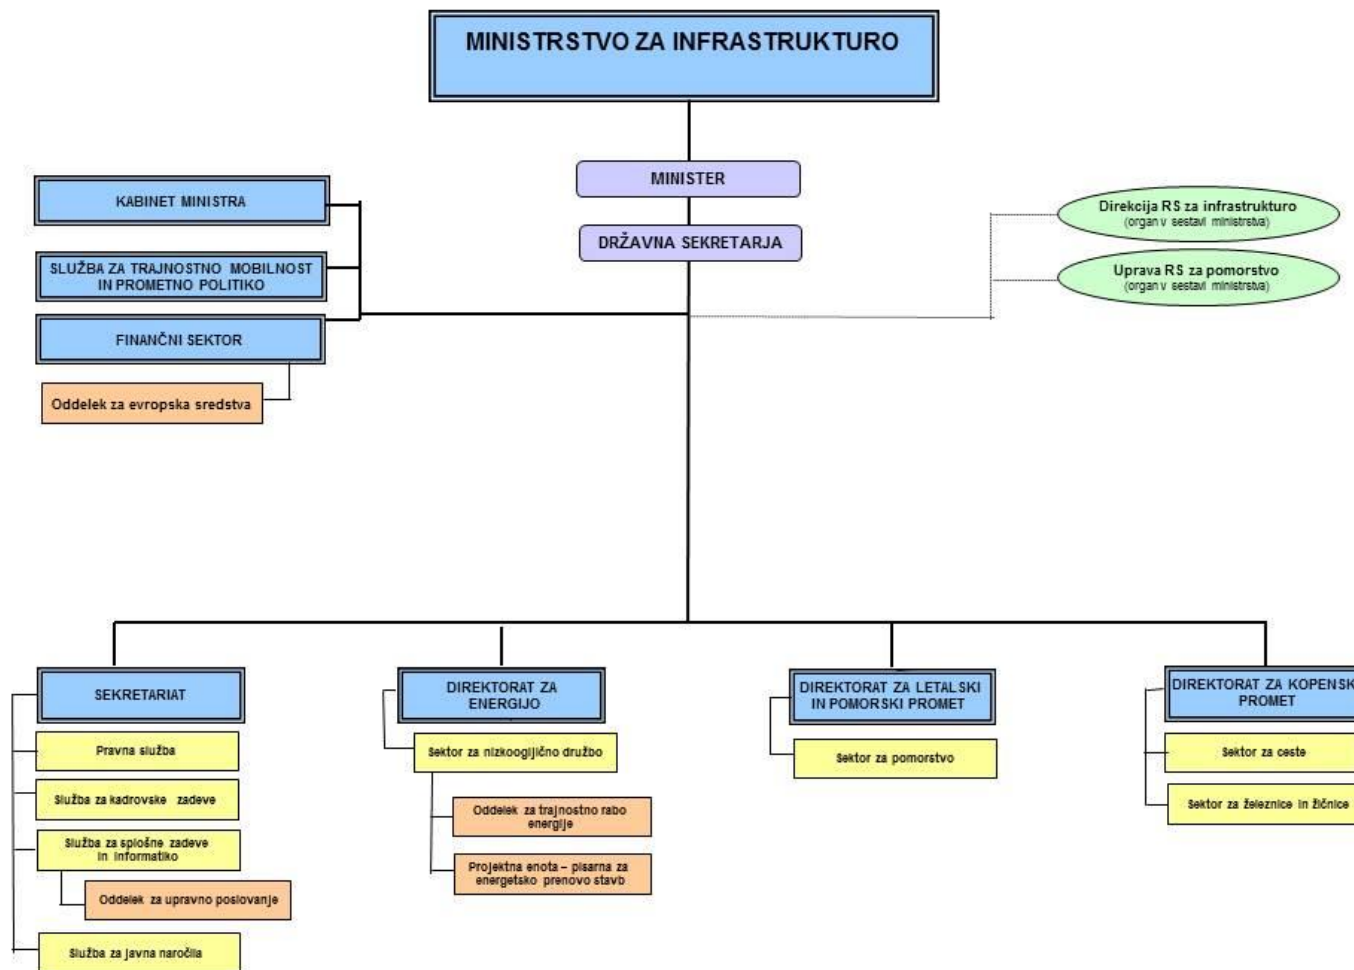 MINISTRSTVO ZA INFRASTRUKTURO
MINISTER
DRŽAVNA SEKRETARJA
KABINET MINISTRA
SLUŽBA ZA TRAJNOSTNO MOBILNOST
IN PROMETNO POLITIKO
FINANČNI SEKTOR
Oddelek za evropska sredstva
Direkcija RS za infrastrukturo
(organ v sestavi ministrstva)
Uprava RS za pomorstvo
(organ v sestavi ministrstva)
SEKRETARIAT
Pravna služba
Služba za kadrovske zadeve
Služba za splošne zadeve
in informatiko
Oddelek za upravno poslovanje
Služba za javna naročila
DIREKTORAT ZA
ENERGIJO
Sektor za nizkoogijično družbo
Oddelek za trajnostno rabo
energije
Projektna enota – pisarna za
energetsko prenovo stavb
DIREKTORAT ZA LETALSKI
IN POMORSKI PROMET
Sektor za pomorstvo
DIREKTORAT ZA KOPENSK
PROMET
Sektor za ceste
Sektor za železnice in žičnice